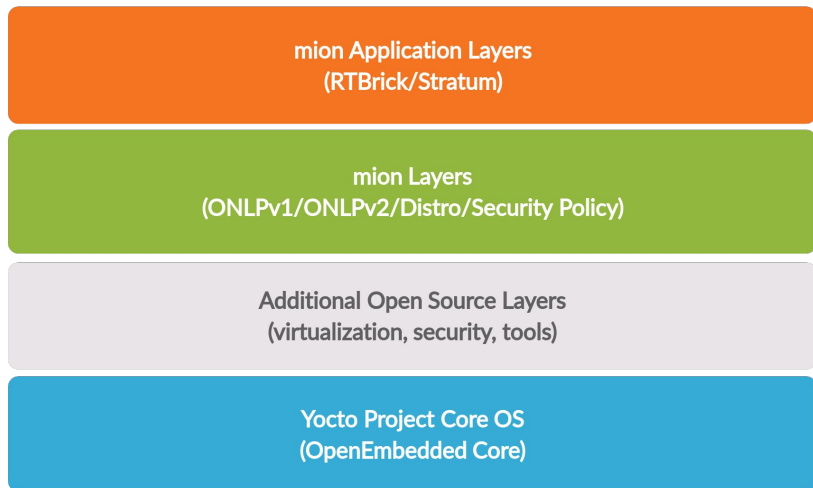 mion Application Layers
(RTBrick/Stratum)
mion Layers
(ONLPv1/ONLPv2/Distro/Security Policy)
Additional Open Source Layers
(virtualization, security, tools)
Yocto Project Core OS
(OpenEmbedded Core)